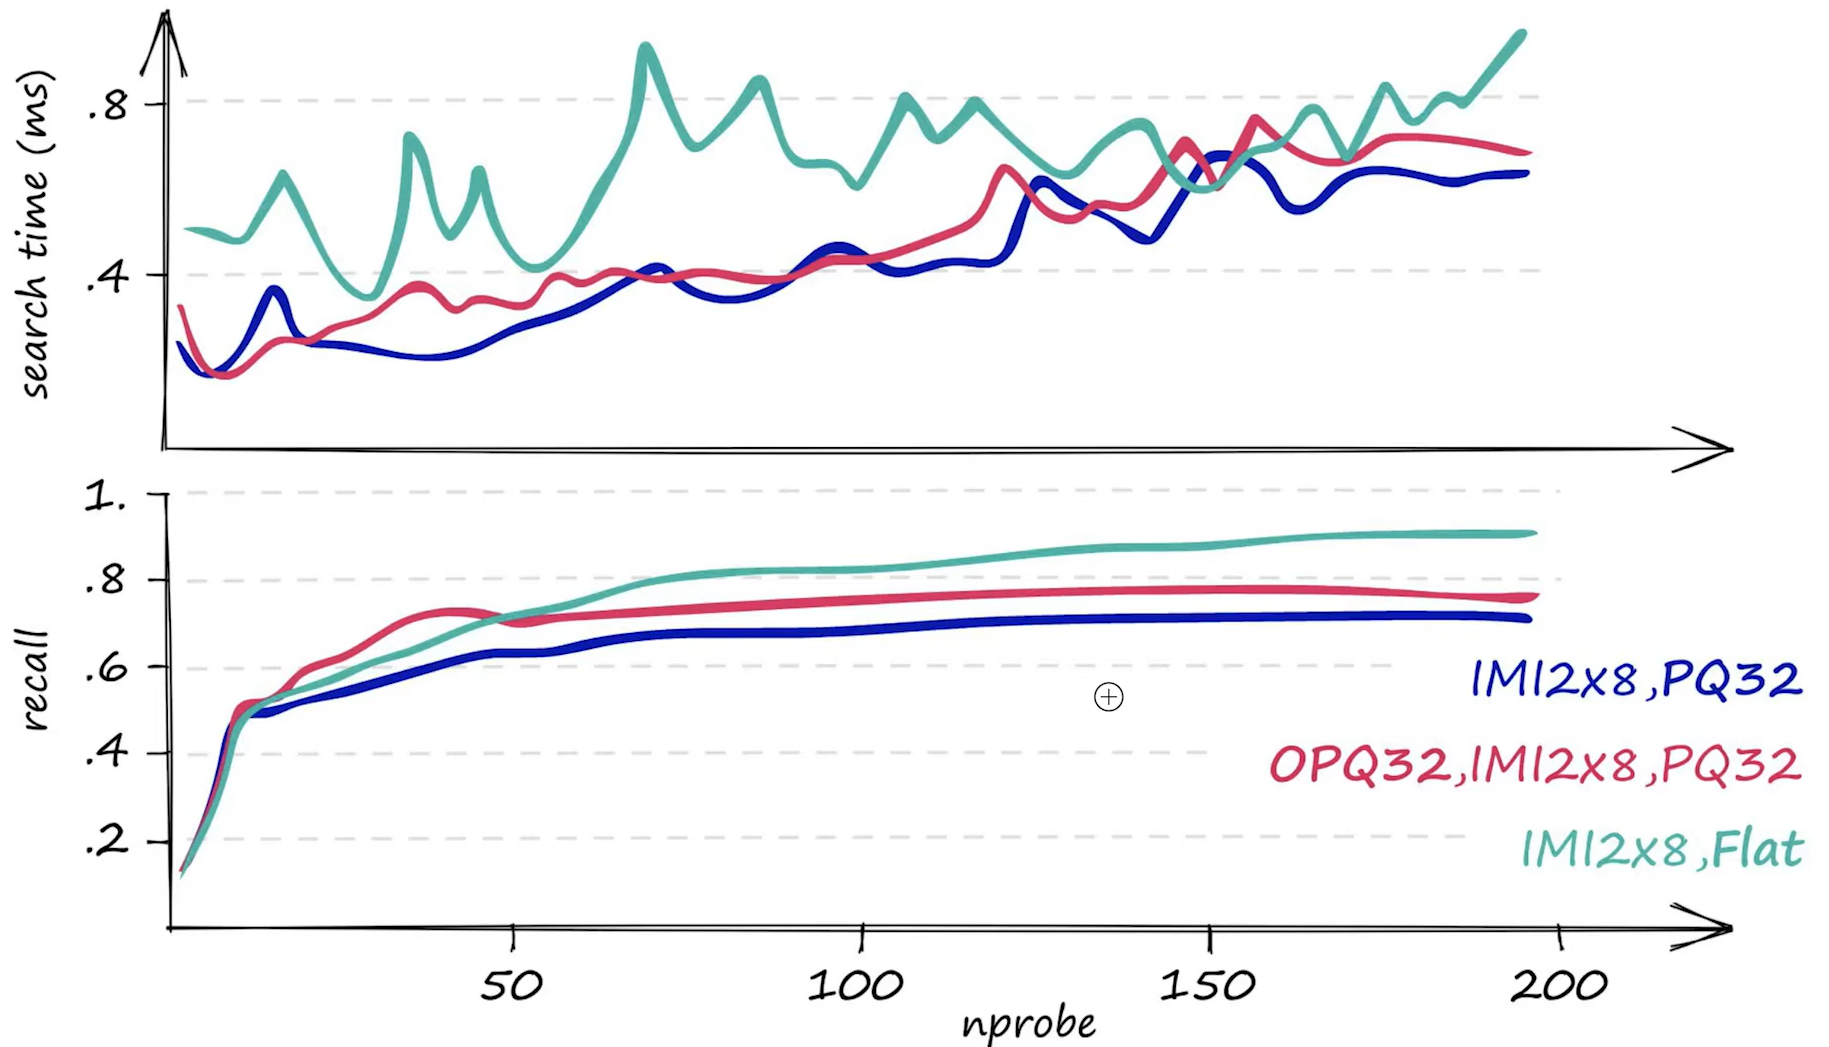 search time (ms)
.8
.4
recall
1.
.8
.6
.4
.2
IMI2x8,PQ32
OPQ32,IMI2x8,PQ32
IMI2x8,Flat
50 100 150 200
nprobe